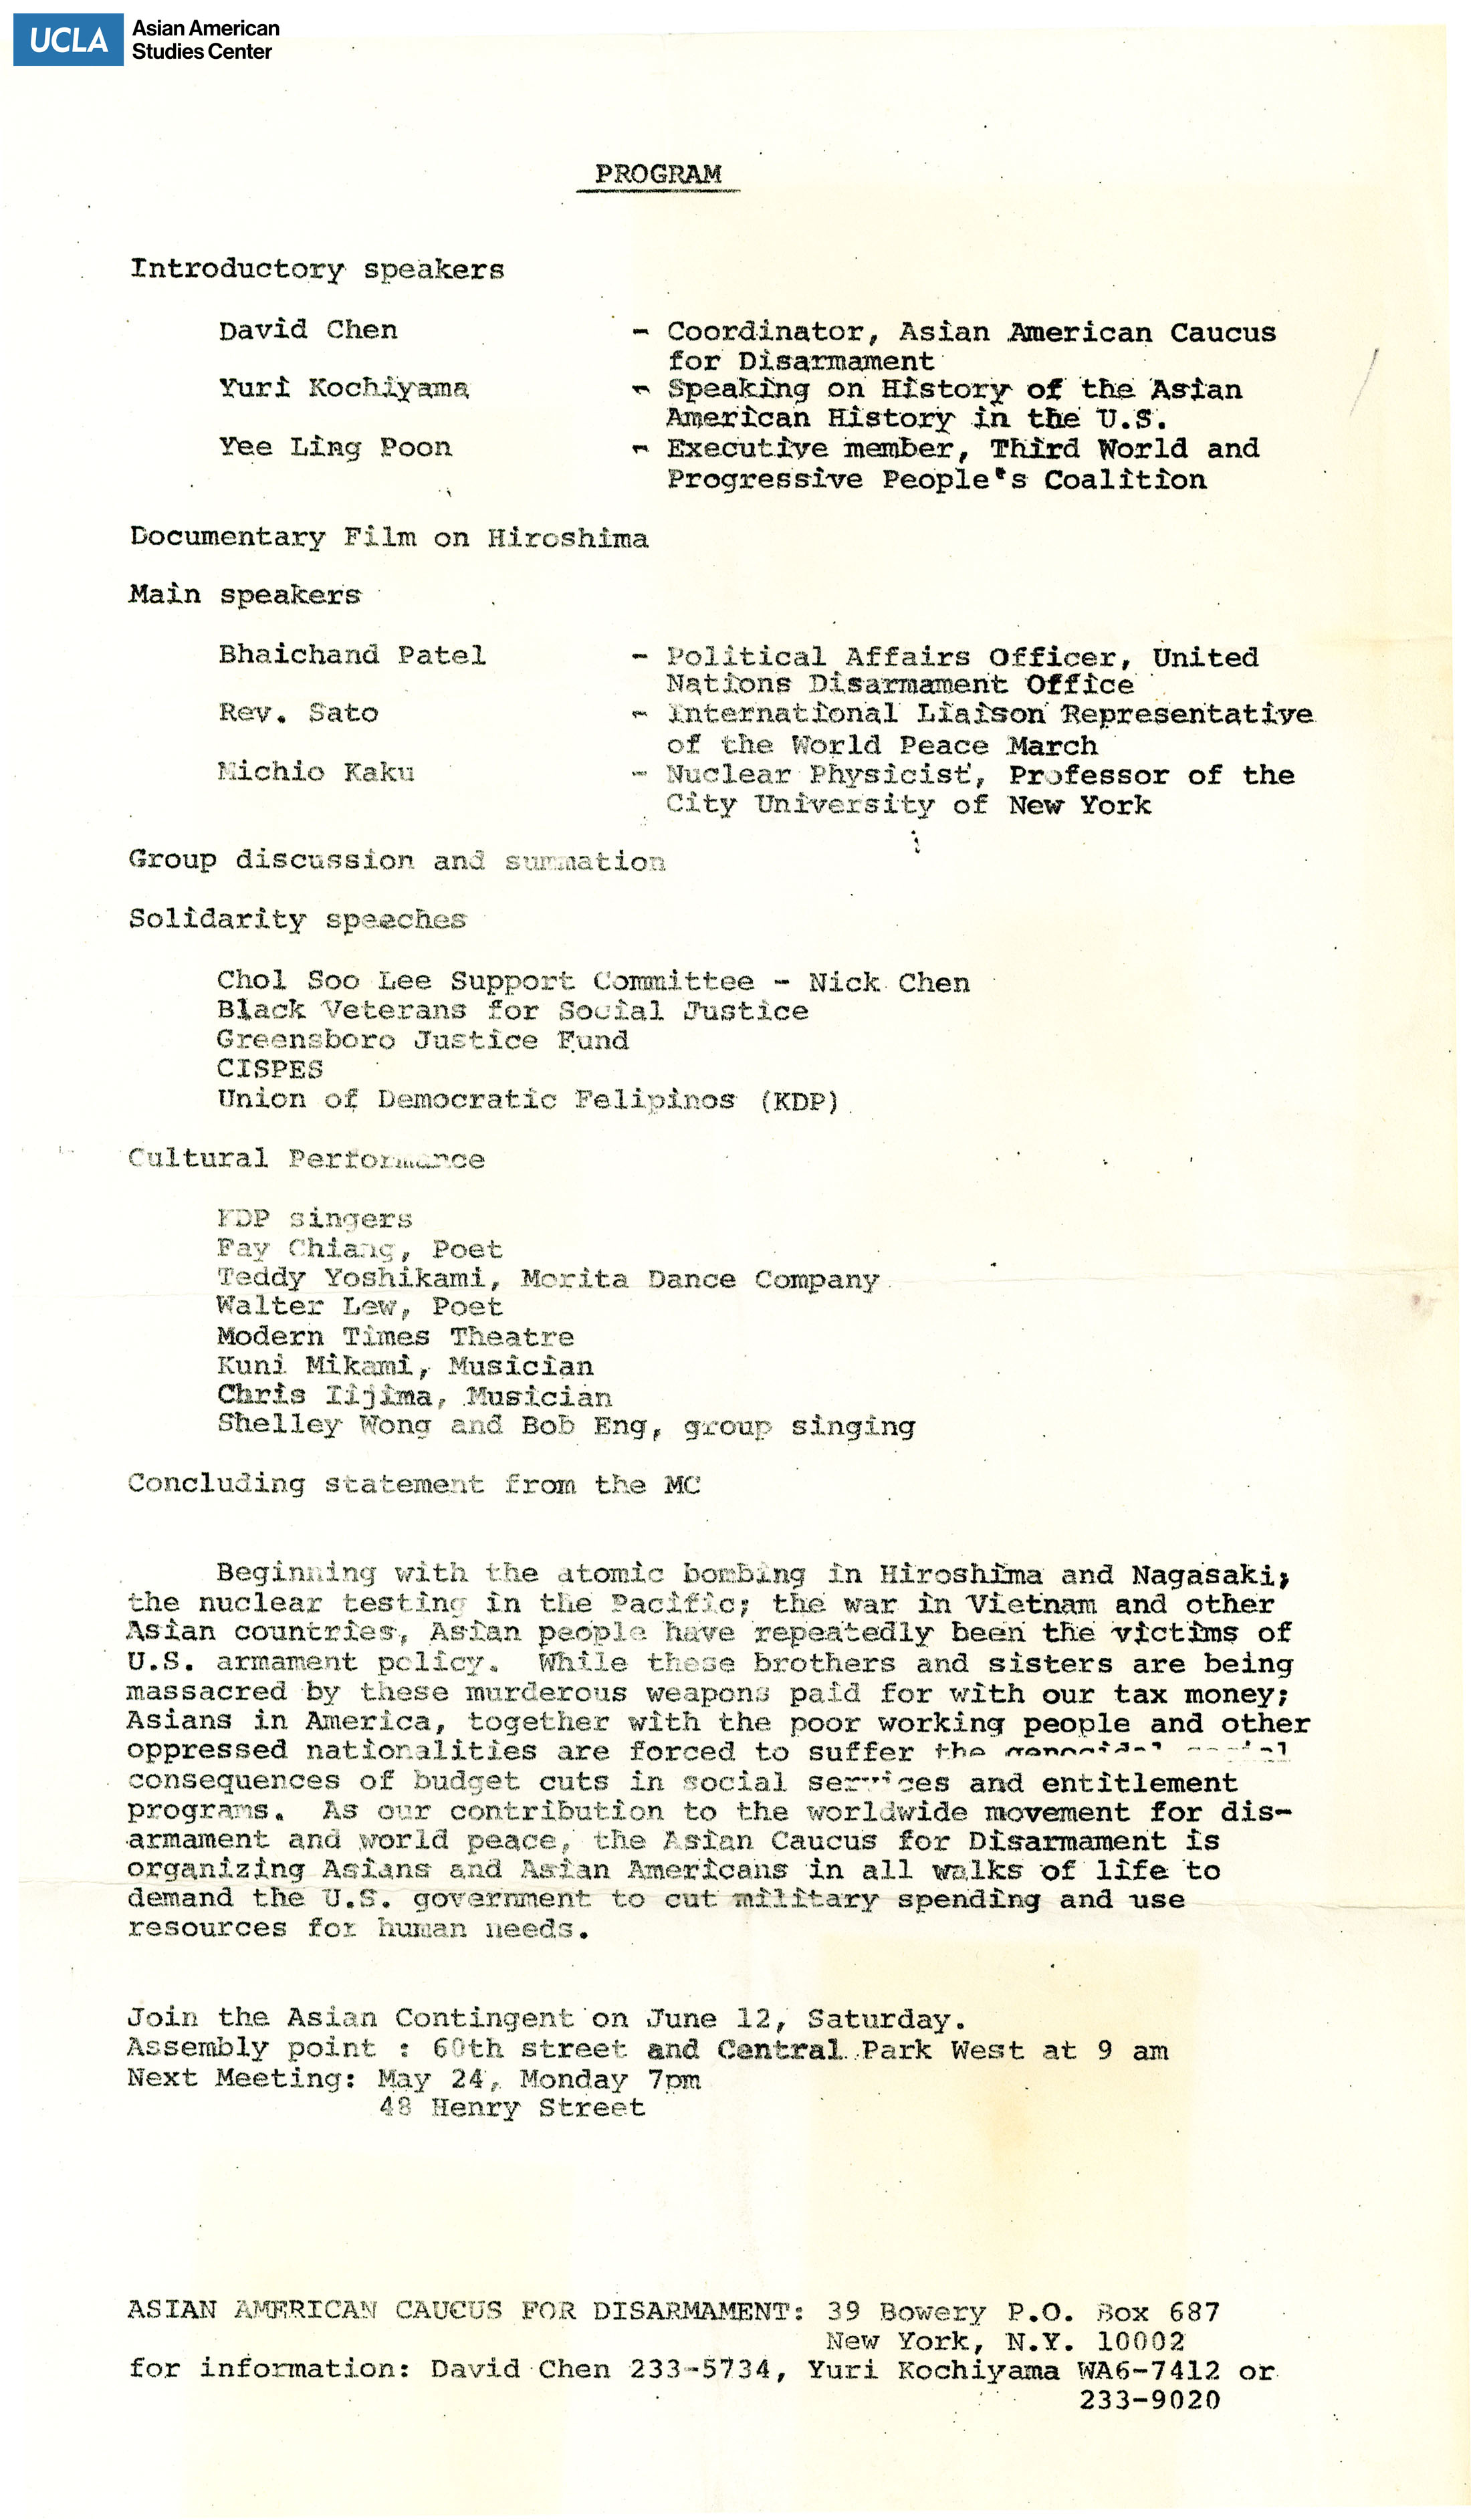 UCLA Asian American
Studies Center
PROGRAM
Introductory speakers
David Chen - Coordinator, Asian American Caucus
for Disarmament
Yuri Kochiyama - Speaking on History of the Asian
American History in the U.S.
Yee Ling Poon - Executive member, Third World and
Progressive People's Coalition
Documentary Film on Hiroshima
Main speakers
Bhaichand Patel - Political Affairs Officer, United
Nations Disarmament Office
Rev. Sato - International Liaison Representative
of the World Peace March
Michio Kaku - Nuclear Physicist, Professor of the
City University of New York
Group discussion and summation
Solidarity speeches
Chol Soo Lee Support Committee - Nick Chen
Black Veterans for Social Justice
Greensboro Justice Fund
CISPES
Union of Democratic Felipinos (KDP)
Cultural Performance
KDP singers
Fay Chiang, Poet
Teddy Yoshikami, Morita Dance Company
Walter Lew, Poet
Modern Times Theatre
Kuni Mikami, Musician
Chris Iijima, Musician
Shelley Wong and Bob Eng, group singing
Concluding statement from the MC
Beginning with the atomic bombing in Hiroshima and Nagasaki;
the nuclear testing in the Pacific; the war in Vietnam and other
Asian countries, Asian people have repeatedly been the victims of
U.S. armament policy. While these brothers and sisters are being
massacred by these murderous weapons paid for with our tax money;
Asians in America, together with the poor working people and other
oppressed nationalities are forced to suffer the
consequences of budget cuts in social services and entitlement
programs. As our contribution to the worldwide movement for dis-
armament and world peace, the Asian Caucus for Disarmament is
organizing Asians and Asian Americans in all walks of life to
demand the U.S. government to cut military spending and use
resources for human needs.
Join the Asian Contingent on June 12, Saturday.
Assembly point : 60th street and Central Park West at 9 am
Next Meeting: May 24, Monday 7pm
48 Henry Street
ASIAN AMERICAN CAUCUS FOR DISARMAMENT: 39 Bowery P.O. Box 687
New York, N.Y. 10002
for information: David Chen 233-5734, Yuri Kochiyama WA6-7412 or
233-9020